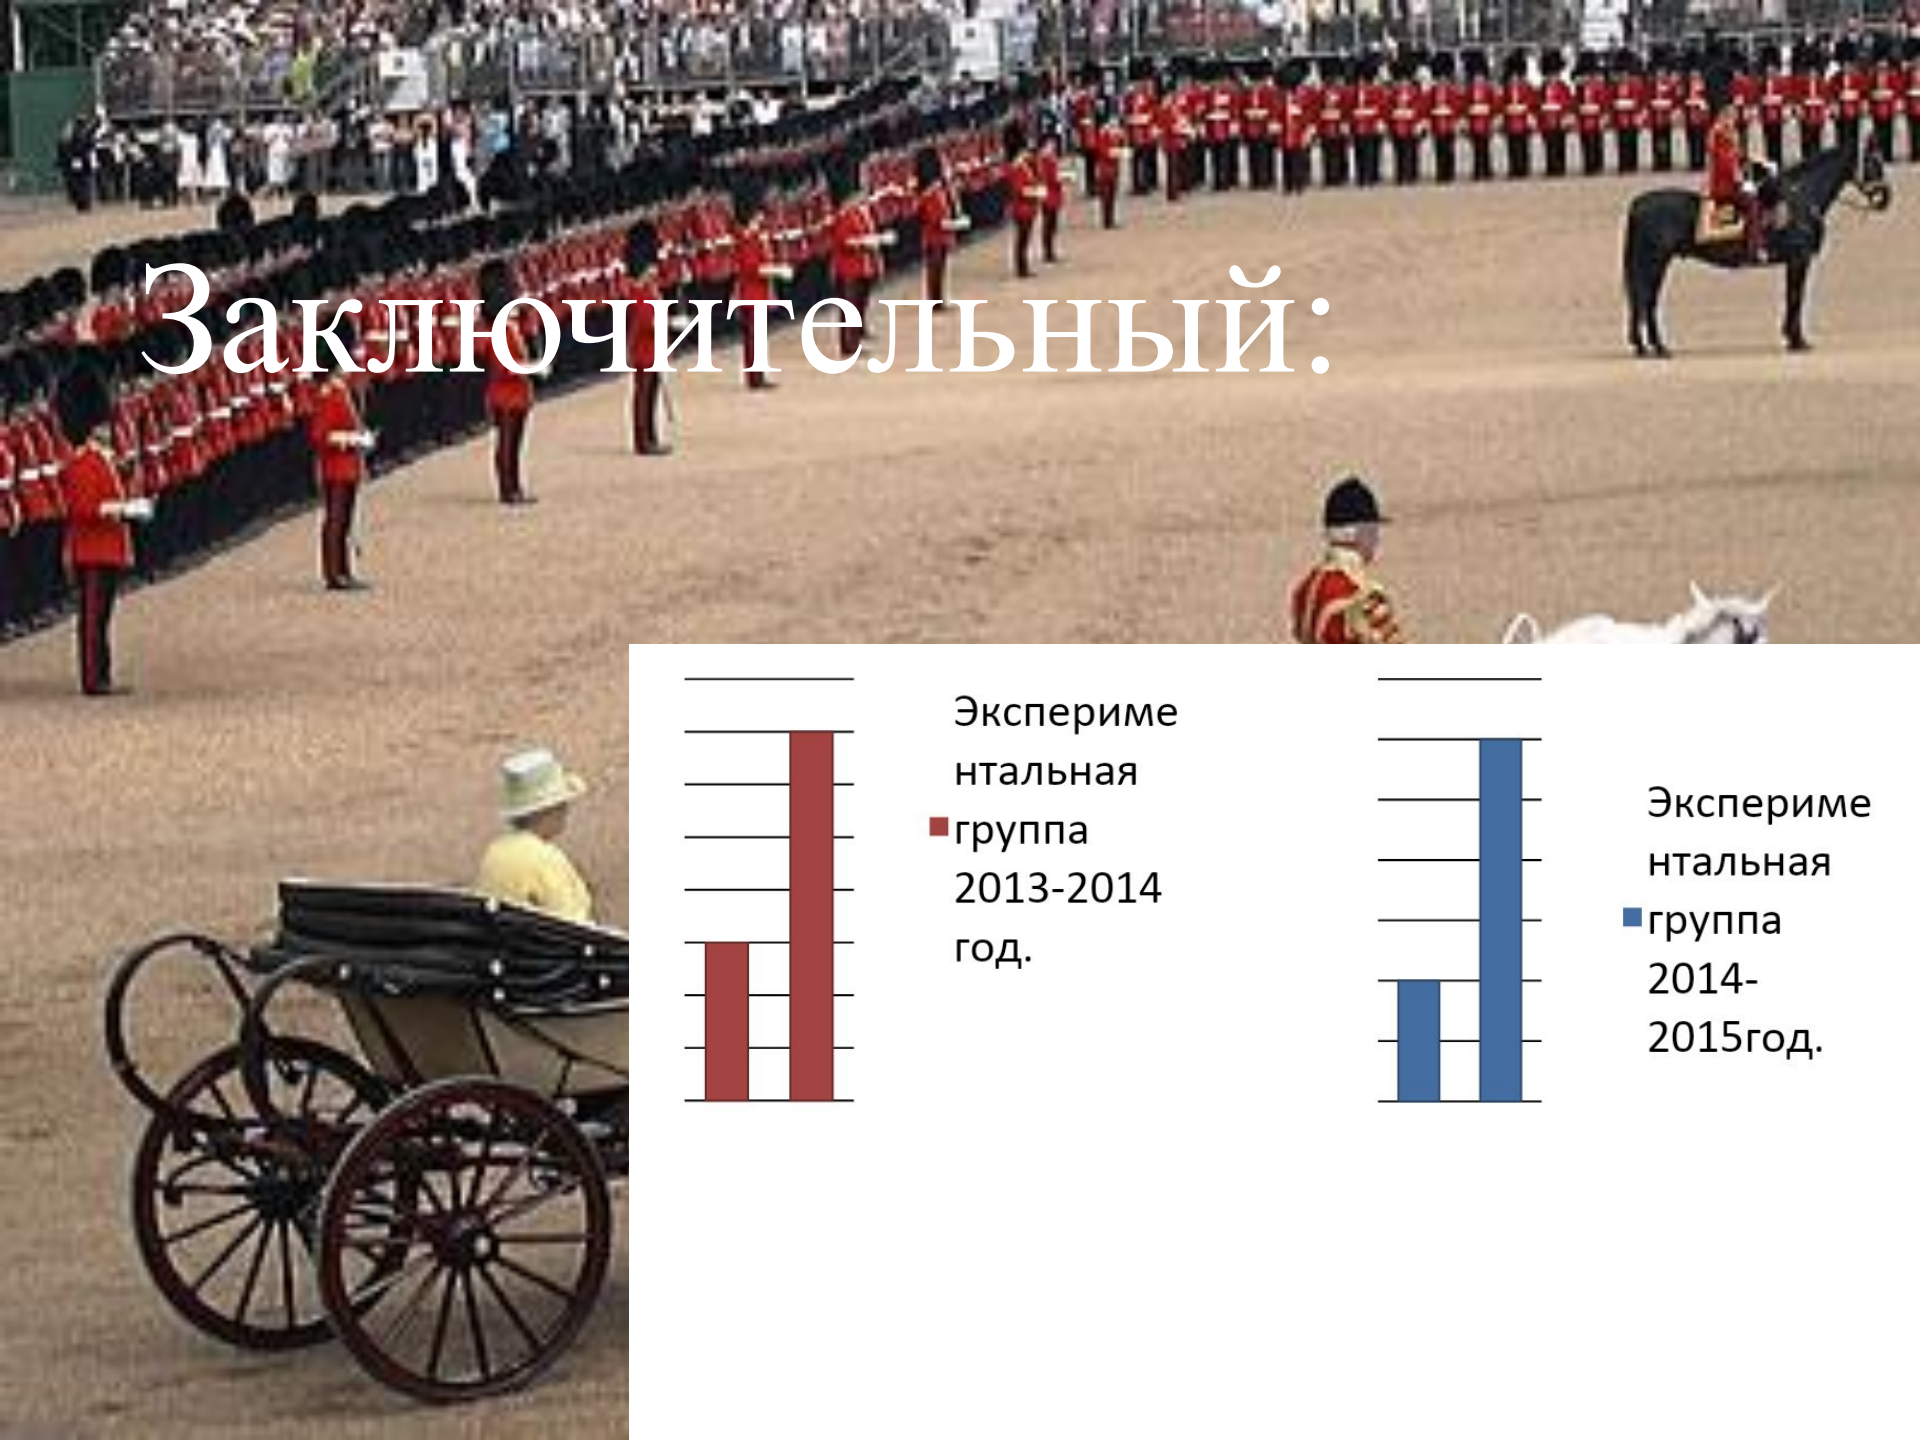 Заключительный:
Экспериме
нтальная
группа
2013-2014
год.
Экспериме
нтальная
группа
2014-
2015год.